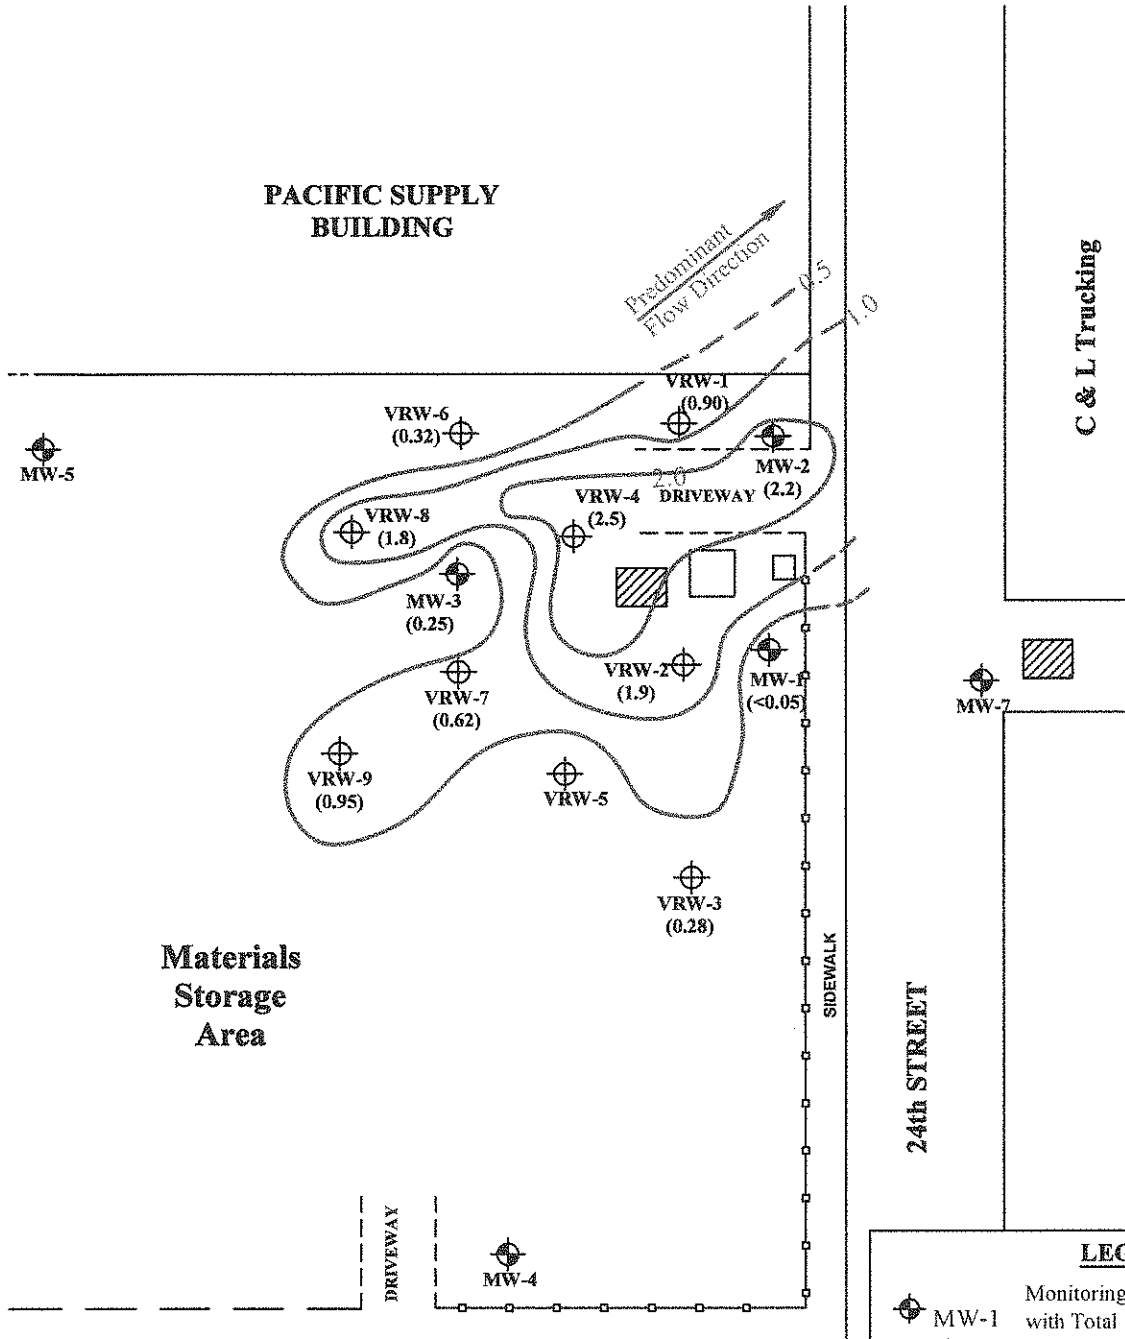 PACIFIC SUPPLY
BUILDING
Predominant
Flow Direction
0.5
1.0
C & L Trucking
VRW-1
(0.90)
VRW-6
(0.32)
MW-5
MW-2
(2.2)
2.0
DRIVEWAY
VRW-4
(2.5)
VRW-8
(1.8)
MW-3
(0.25)
VRW-2
(1.9)
MW-1
(<0.05)
MW-7
VRW-7
(0.62)
VRW-9
(0.95)
VRW-5
VRW-3
(0.28)
Materials
Storage
Area
SIDEWALK
24th STREET
DRIVEWAY
MW-4
LEG
MW-1
Monitoring
with Total